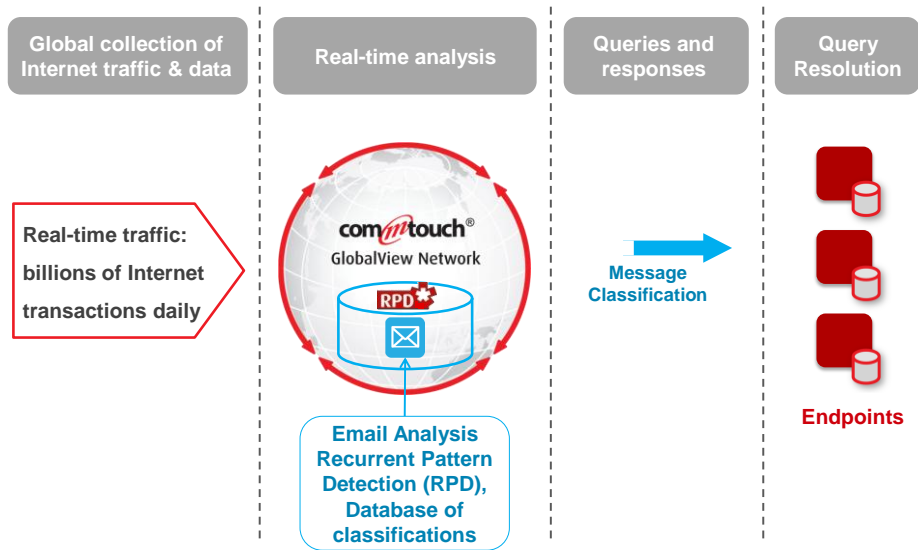 Global collection of
Internet traffic & data
Real-time analysis
Queries and
responses
Query
Resolution
Real-time traffic:
billions of Internet
transactions daily
commtouch®
GlobalView Network
RPD
Message
Classification
Endpoints
Email Analysis
Recurrent Pattern
Detection (RPD),
Database of
classifications